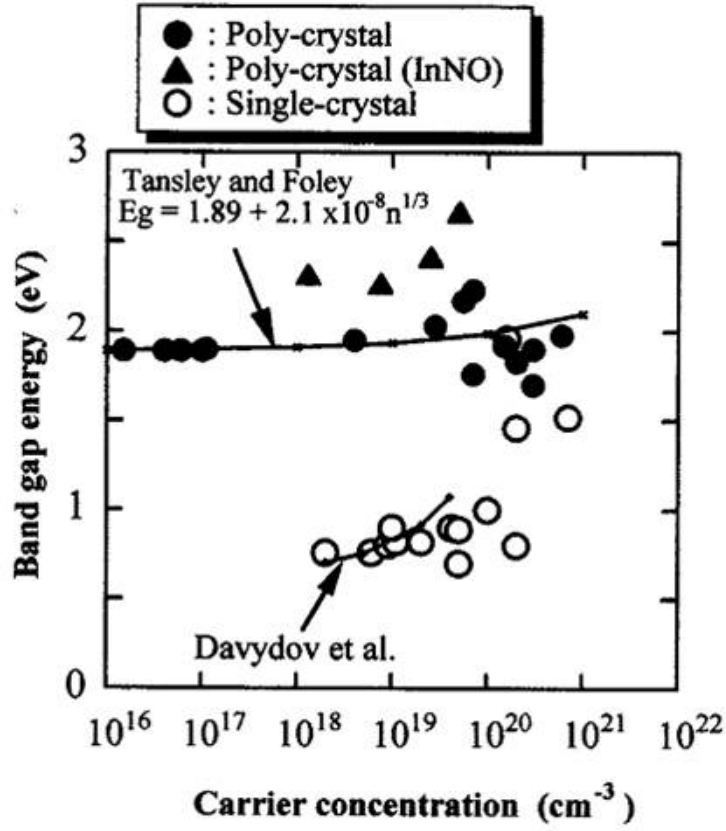 ● : Poly-crystal
▲ : Poly-crystal (InNO)
○ : Single-crystal
3
Tansley and Foley
Eg = 1.89 + 2.1 x10⁻⁸n¹ᐟ³
2
1
Davydov et al.
0
Band gap energy (eV)
10¹⁶ 10¹⁷ 10¹⁸ 10¹⁹ 10²⁰ 10²¹ 10²²
Carrier concentration (cm⁻³)